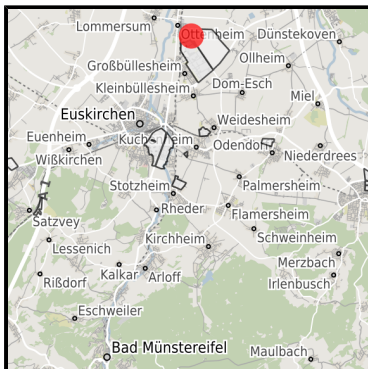 Lommersum
Ottenheim
Dünstekoven
Ollheim
Großbüllesheim
Kleinbüllesheim
Dom-Esch
Miel
Euskirchen
Weidesheim
Euenheim
Kuchenheim
Odendorf
Niederdrees
Wißkirchen
Stotzheim
Palmersheim
Satzvey
Rheder
Flamersheim
Lessenich
Kirchheim
Schweinheim
Merzbach
Rißdorf
Kalkar
Arloff
Irlenbusch
Eschweiler
Bad Münstereifel
Maulbach